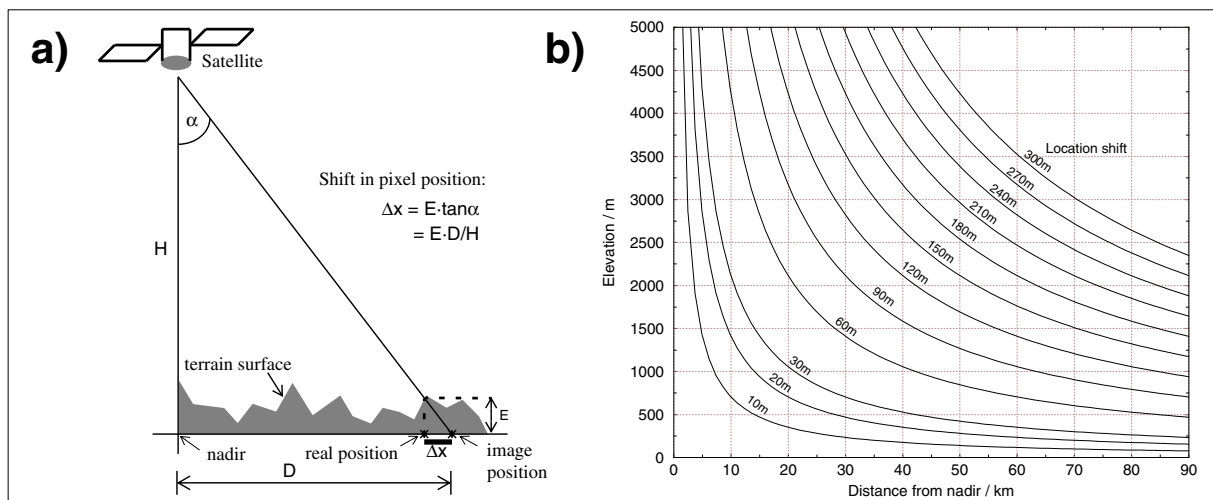 a)
Satellite
α
H
Shift in pixel position:
Δx = E·tanα
= E·D/H
terrain surface
E
nadir
real position
Δx
image
position
D
b)
Elevation / m
5000
4500
4000
3500
3000
2500
2000
1500
1000
500
0
Location shift
300m
270m
240m
210m
180m
150m
120m
90m
60m
30m
20m
10m
0 10 20 30 40 50 60 70 80 90
Distance from nadir / km